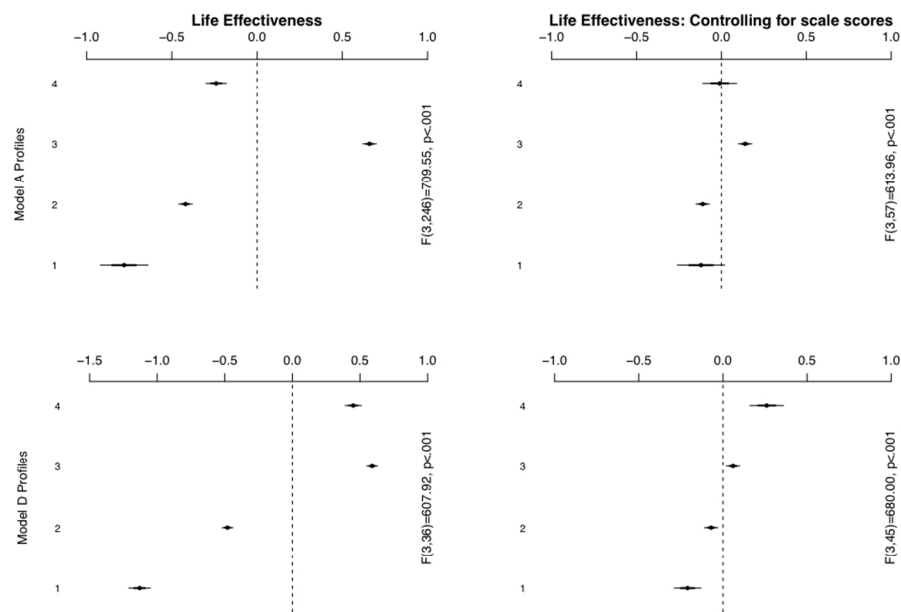 Life Effectiveness
−1.0 −0.5 0.0 0.5 1.0
4
3
2
1
Model A Profiles
F(3,246)=709.55, p<.001
Life Effectiveness: Controlling for scale scores
−1.0 −0.5 0.0 0.5 1.0
4
3
2
1
F(3,57)=613.96, p<.001
−1.5 −1.0 −0.5 0.0 0.5 1.0
4
3
2
1
Model D Profiles
F(3,36)=607.92, p<.001
−1.0 −0.5 0.0 0.5 1.0
4
3
2
1
F(3,45)=680.00, p<.001